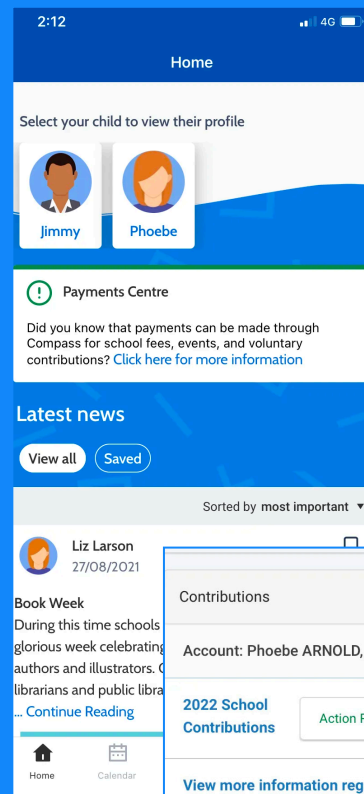 2:12
4G
Home
Select your child to view their profile
Jimmy
Phoebe
Payments Centre
Did you know that payments can be made through
Compass for school fees, events, and voluntary
contributions? Click here for more information
Latest news
View all
Saved
Sorted by most important
Liz Larson
27/08/2021
Book Week
During this time schools
glorious week celebrating
authors and illustrators.
librarians and public libra
... Continue Reading
Home
Calendar
Contributions
Account: Phoebe ARNOLD,
2022 School
Contributions
Action
View more information reg